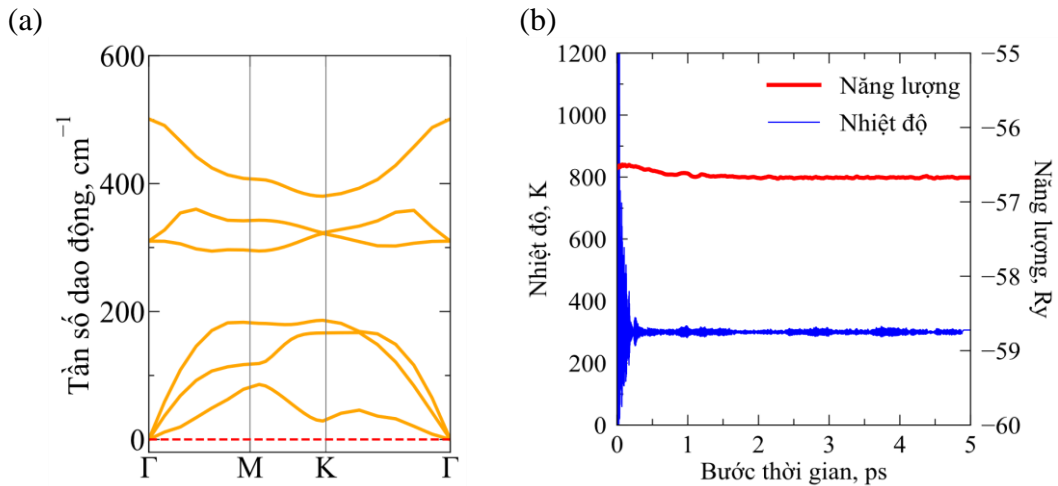 (a)
(b)
600
400
200
0
Tần số dao động, cm⁻¹
Γ
M
K
Γ
1200
1000
800
600
400
200
0
Nhiệt độ, K
Năng lượng
Nhiệt độ
−55
−56
−57
−58
−59
−60
Năng lượng, Ry
0
1
2
3
4
5
Bước thời gian, ps